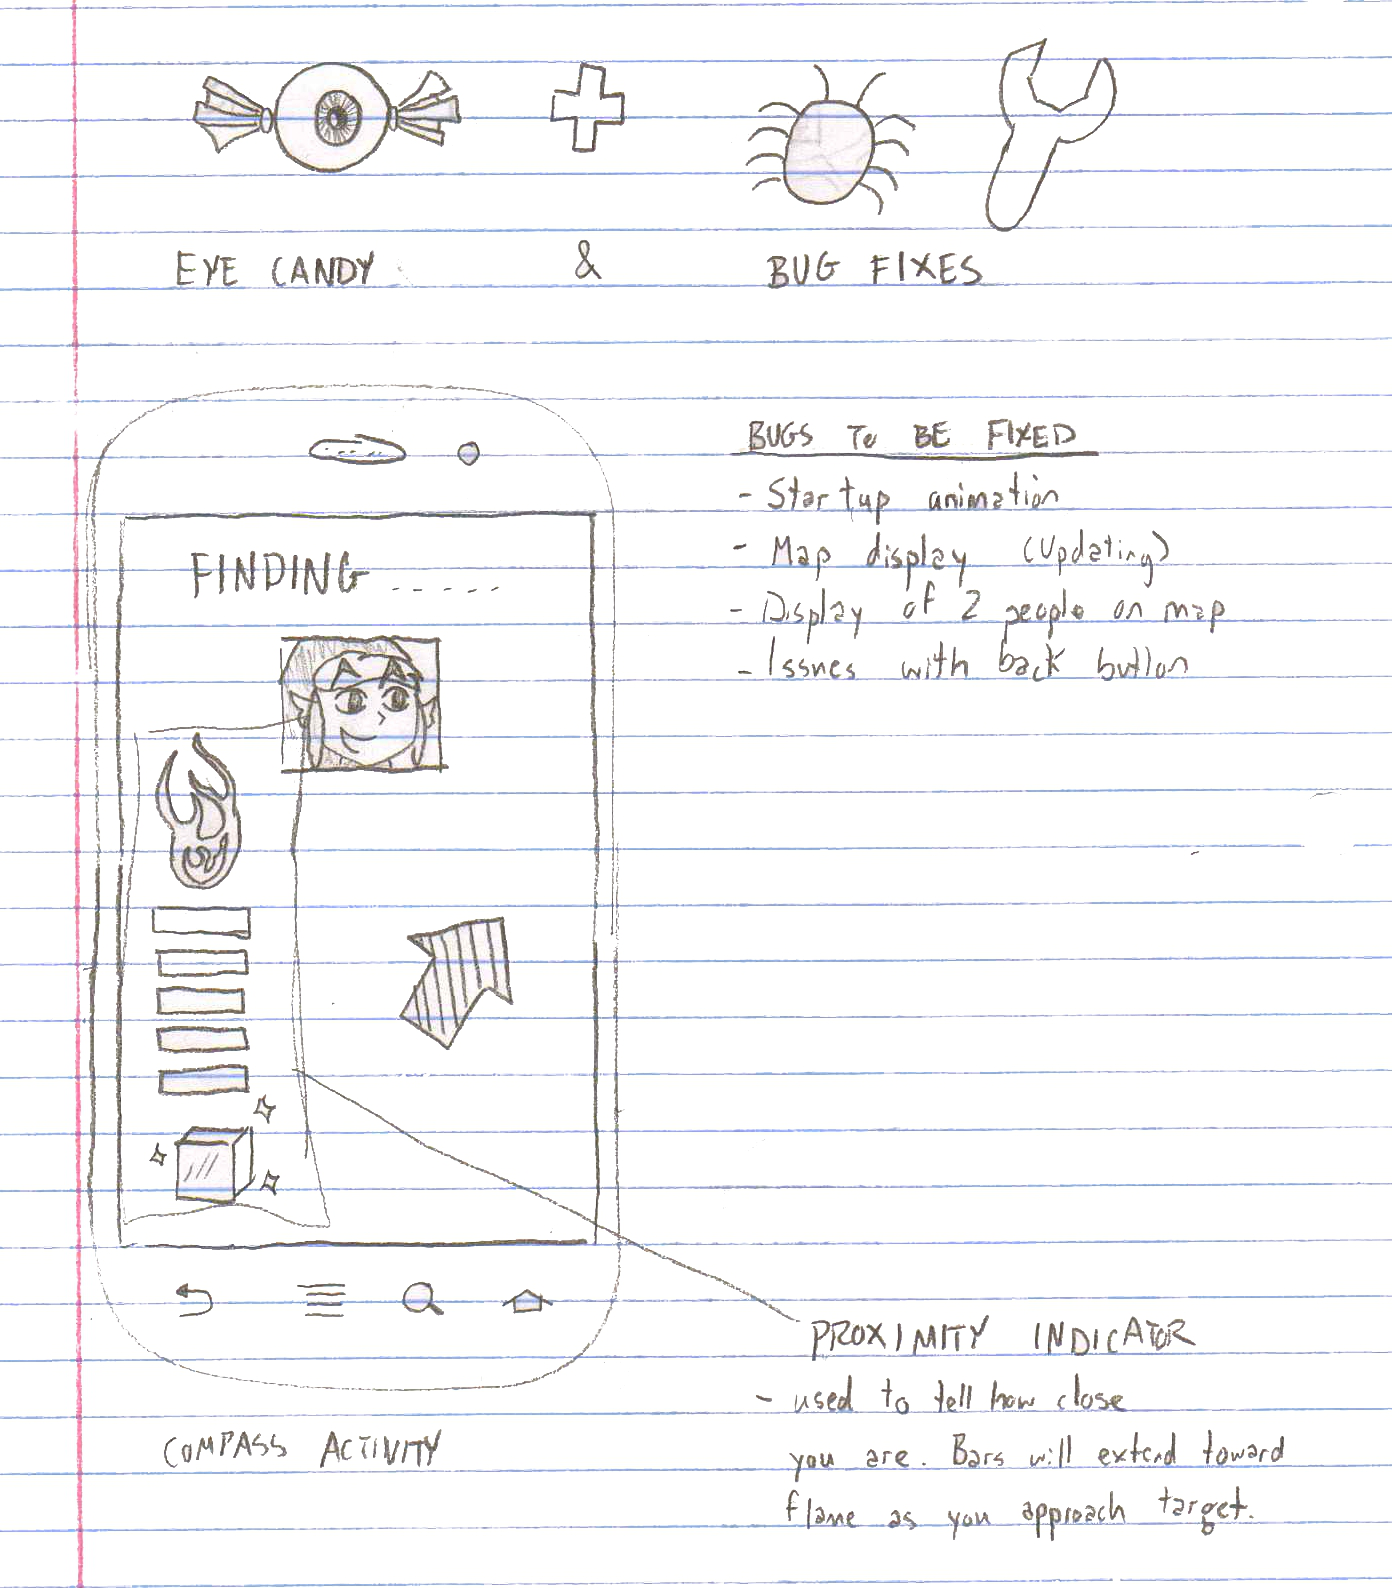 EYE CANDY & BUG FIXES
BUGS To BE FIXED
- Startup animation
- Map display (Updating)
- Display of 2 people on map
- Issues with back button
FINDING -----
PROXIMITY INDICATOR
- used to tell how close
you are. Bars will extend toward
flame as you approach target.
COMPASS ACTIVITY